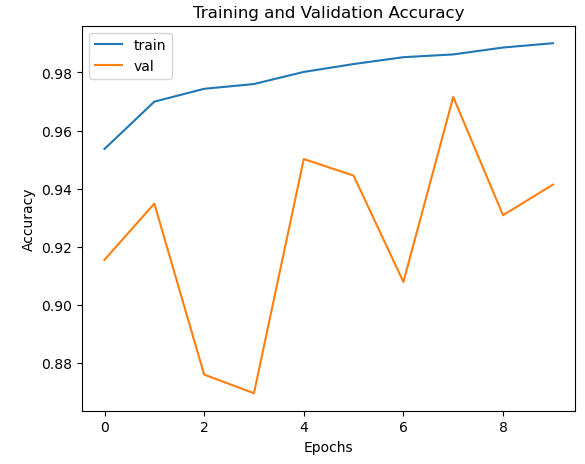 Training and Validation Accuracy
train
val
0.98
0.96
0.94
0.92
0.90
0.88
Accuracy
0 2 4 6 8
Epochs